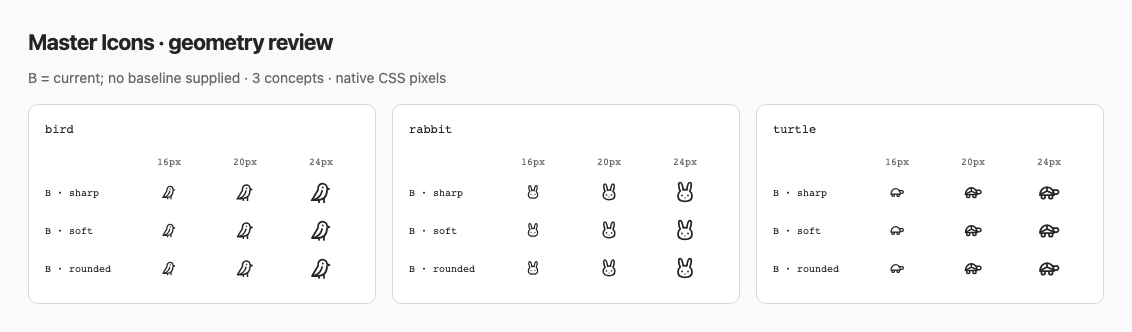 Master Icons · geometry review
B = current; no baseline supplied · 3 concepts · native CSS pixels
bird
16px 20px 24px
B · sharp
B · soft
B · rounded
rabbit
16px 20px 24px
B · sharp
B · soft
B · rounded
turtle
16px 20px 24px
B · sharp
B · soft
B · rounded